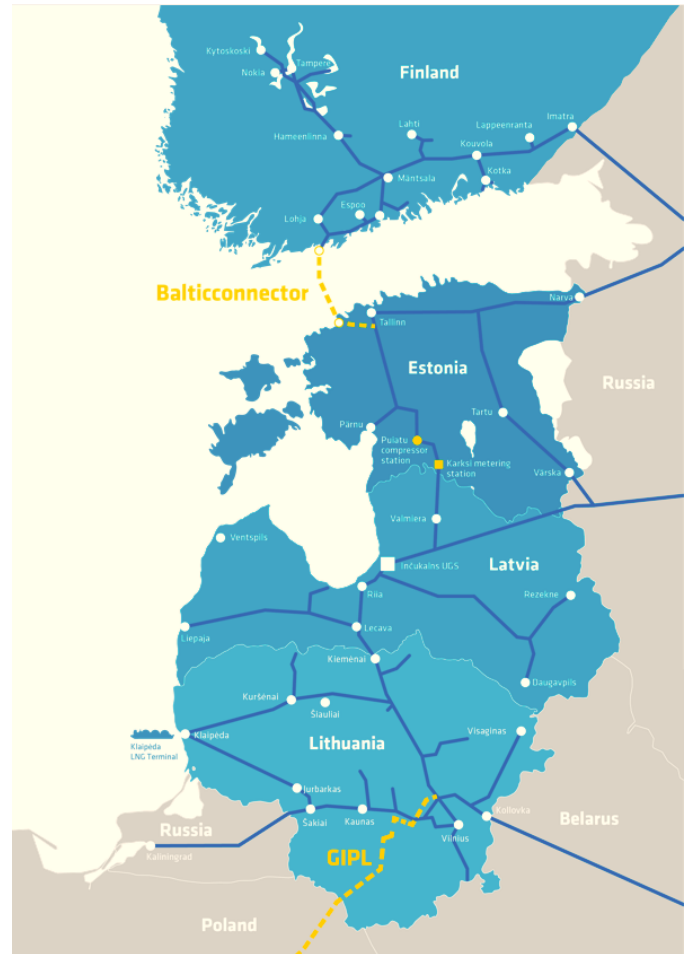 Kytoskoski
Tampere
Nokia
Finland
Hameenlinna
Lahti
Lappeenranta
Imatra
Kouvola
Kotka
Mäntsala
Espoo
Lohja
Balticconnector
Narva
Tallinn
Estonia
Russia
Tartu
Pärnu
Puiatu
compressor
station
Karksi metering
station
Värska
Valmiera
Ventspils
Inčukalns UGS
Latvia
Riia
Rezekne
Liepaja
Lecava
Kiemėnai
Daugavpils
Kuršėnai
Šiauliai
Visaginas
Klaipėda
Lithuania
Klaipėda
LNG Terminal
Jurbarkas
Šakiai
Kaunas
Kotlovka
Belarus
Russia
Vilnius
Kaliningrad
GIPL
Poland